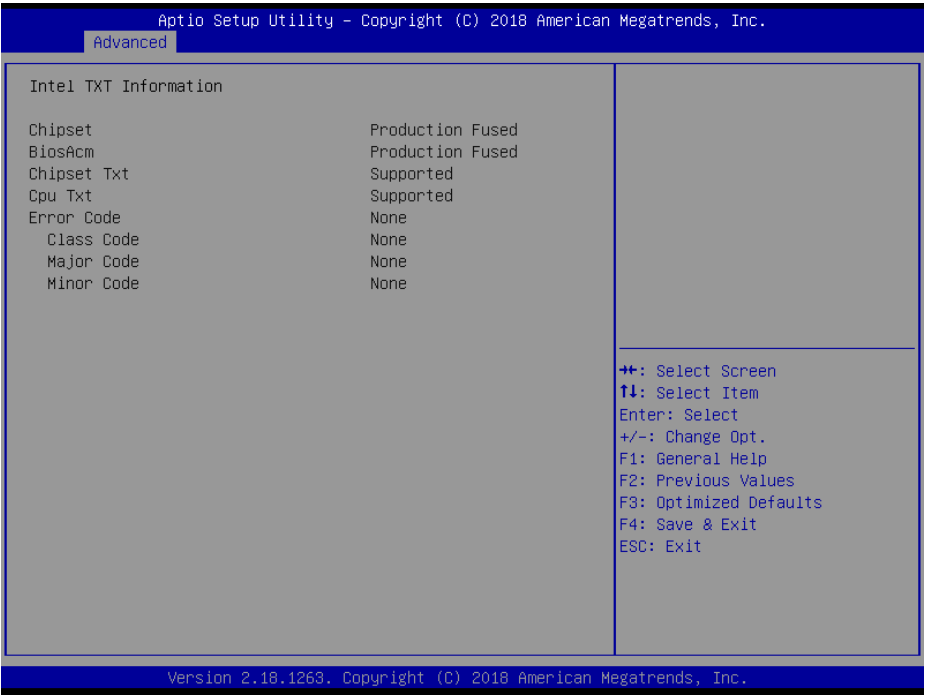 Aptio Setup Utility – Copyright (C) 2018 American Megatrends, Inc.
Advanced
Intel TXT Information
Chipset Production Fused
BiosAcm Production Fused
Chipset Txt Supported
Cpu Txt Supported
Error Code None
Class Code None
Major Code None
Minor Code None
→←: Select Screen
↑↓: Select Item
Enter: Select
+/-: Change Opt.
F1: General Help
F2: Previous Values
F3: Optimized Defaults
F4: Save & Exit
ESC: Exit
Version 2.18.1263. Copyright (C) 2018 American Megatrends, Inc.